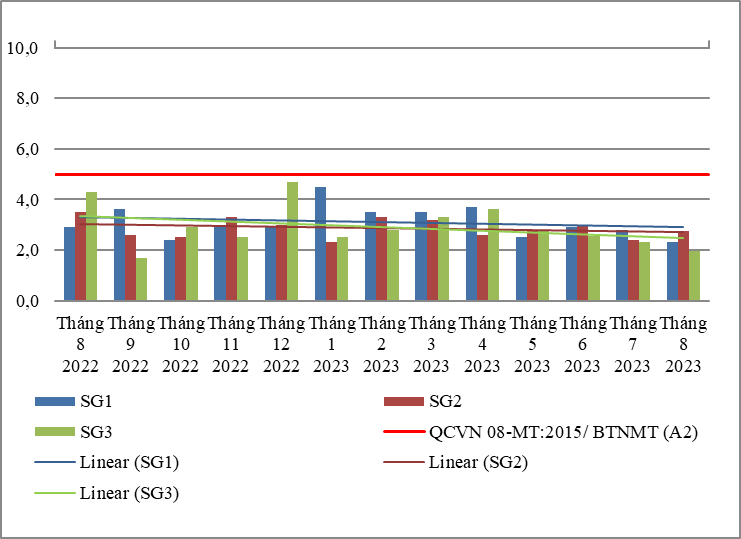 10,0
8,0
6,0
4,0
2,0
0,0
Tháng Tháng Tháng Tháng Tháng Tháng Tháng Tháng Tháng Tháng Tháng Tháng Tháng
8 9 10 11 12 1 2 3 4 5 6 7 8
2022 2022 2022 2022 2022 2023 2023 2023 2023 2023 2023 2023 2023
SG1 SG2
SG3 QCVN 08-MT:2015/ BTNMT (A2)
Linear (SG1) Linear (SG2)
Linear (SG3)